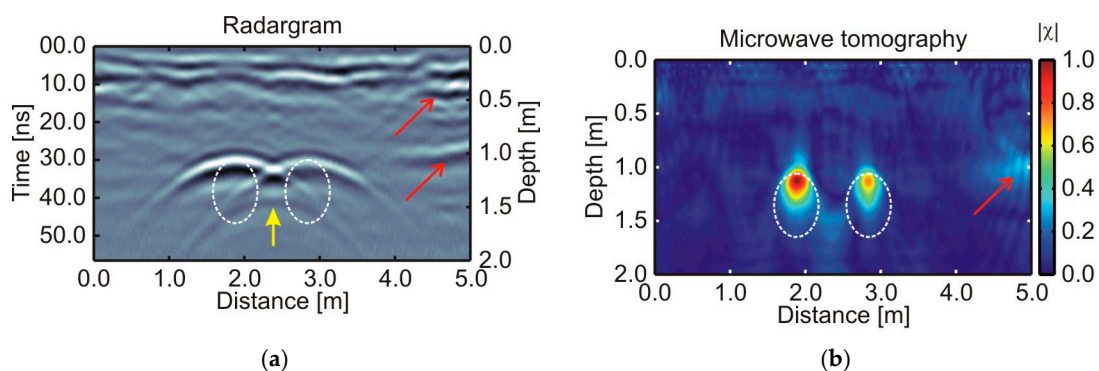 Radargram
00.0
10.0
20.0
30.0
40.0
50.0
Time [ns]
0.0
0.5
1.0
1.5
2.0
Depth [m]
0.0 1.0 2.0 3.0 4.0 5.0
Distance [m]
(a)
Microwave tomography
0.0
0.5
1.0
1.5
2.0
Depth [m]
0.0 1.0 2.0 3.0 5.0
Distance [m]
|χ|
1.0
0.8
0.6
0.4
0.2
0.0
(b)